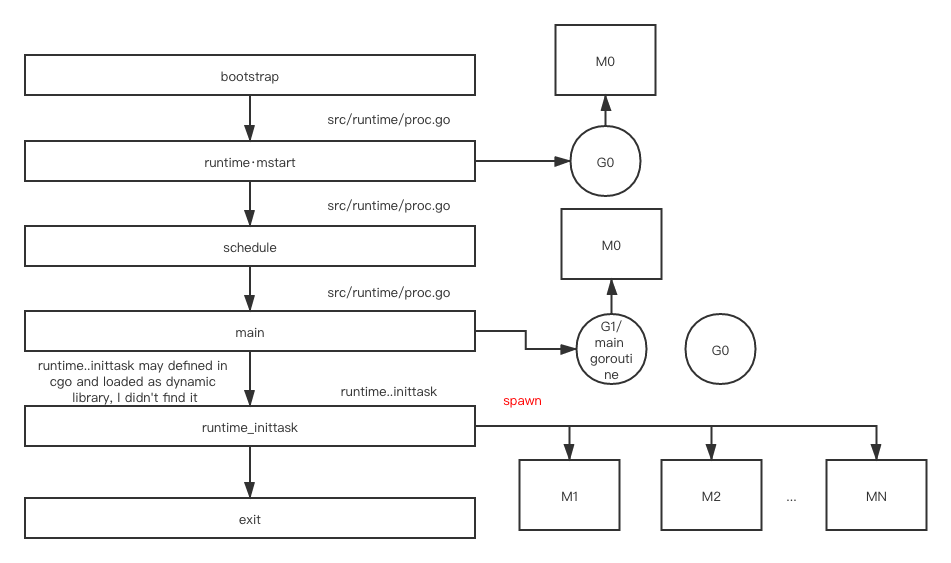 M0
bootstrap
src/runtime/proc.go
runtime·mstart
G0
src/runtime/proc.go
schedule
M0
src/runtime/proc.go
main
G1/
main
gorouti
ne
G0
runtime..inittask may defined in
cgo and loaded as dynamic
library, I didn't find it
runtime..inittask
spawn
runtime_inittask
M1
M2
...
MN
exit